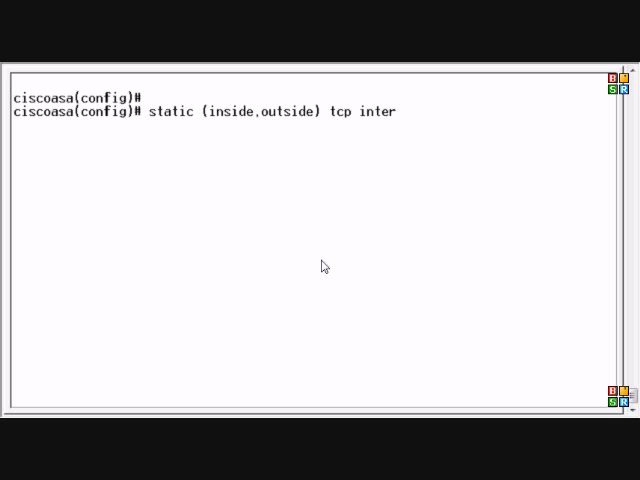 ciscoasa(config)#
ciscoasa(config)# static (inside,outside) tcp inter
B
S R
B
S R